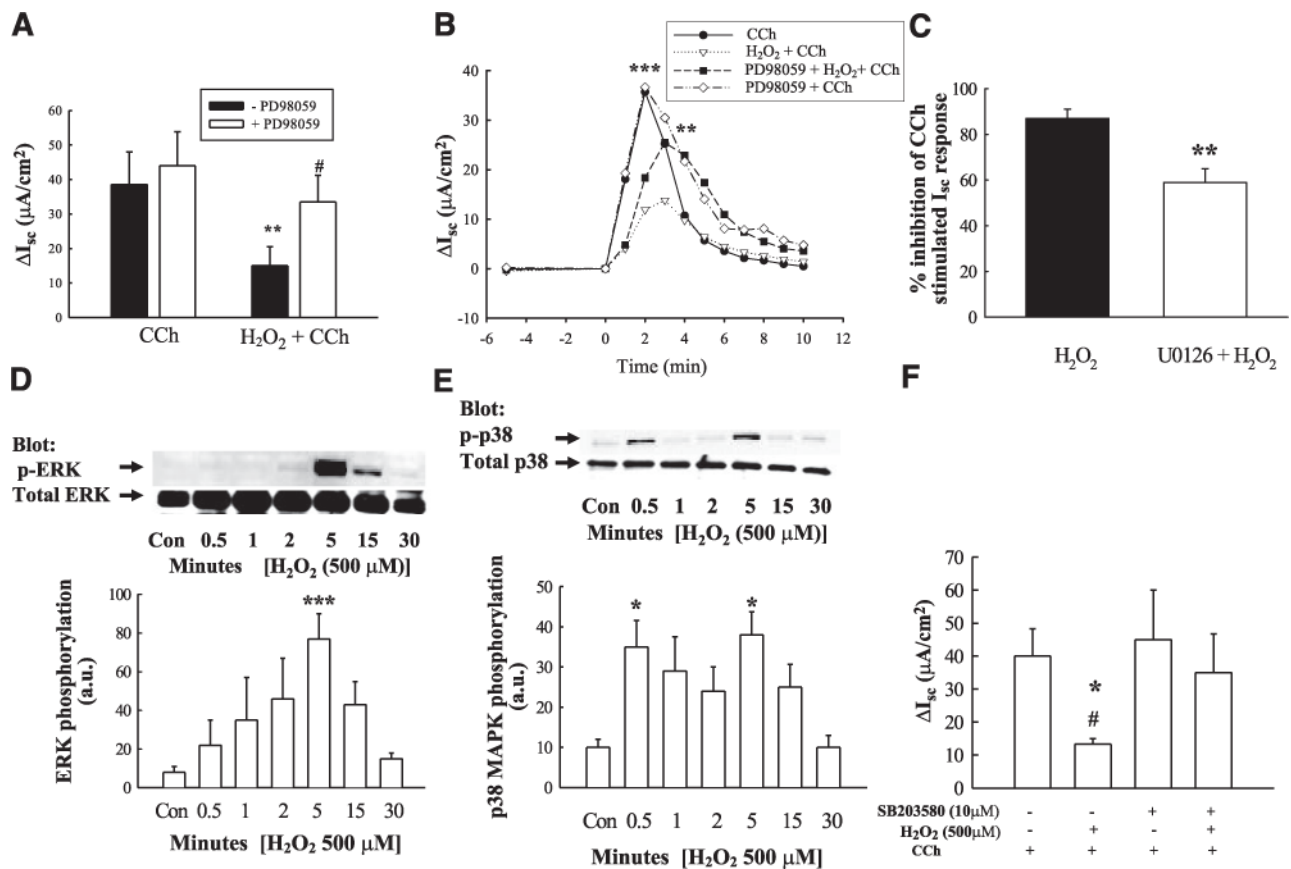 A
- PD98059
+ PD98059
ΔIsc (μA/cm²)
60
50
40
30
20
10
0
**
#
CCh
H₂O₂ + CCh
B
CCh
H₂O₂ + CCh
PD98059 + H₂O₂+ CCh
PD98059 + CCh
***
**
ΔIsc (μA/cm²)
40
30
20
10
0
-10
-6 -4 -2 0 2 4 6 8 10 12
Time (min)
C
% inhibition of CCh
stimulated Isc response
100
80
60
40
20
0
**
H₂O₂
U0126 + H₂O₂
D
Blot:
p-ERK
Total ERK
Con 0.5 1 2 5 15 30
Minutes [H₂O₂ (500 μM)]
ERK phosphorylation
(a.u.)
100
80
60
40
20
0
***
Con 0.5 1 2 5 15 30
Minutes [H₂O₂ 500 μM]
E
Blot:
p-p38
Total p38
Con 0.5 1 2 5 15 30
Minutes [H₂O₂ (500 μM)]
p38 MAPK phosphorylation
(a.u.)
50
40
30
20
10
0
*
*
Con 0.5 1 2 5 15 30
Minutes [H₂O₂ 500 μM]
F
ΔIsc (μA/cm²)
70
60
50
40
30
20
10
0
*
#
SB203580 (10μM) - - + +
H₂O₂ (500μM) - + - +
CCh + + + +